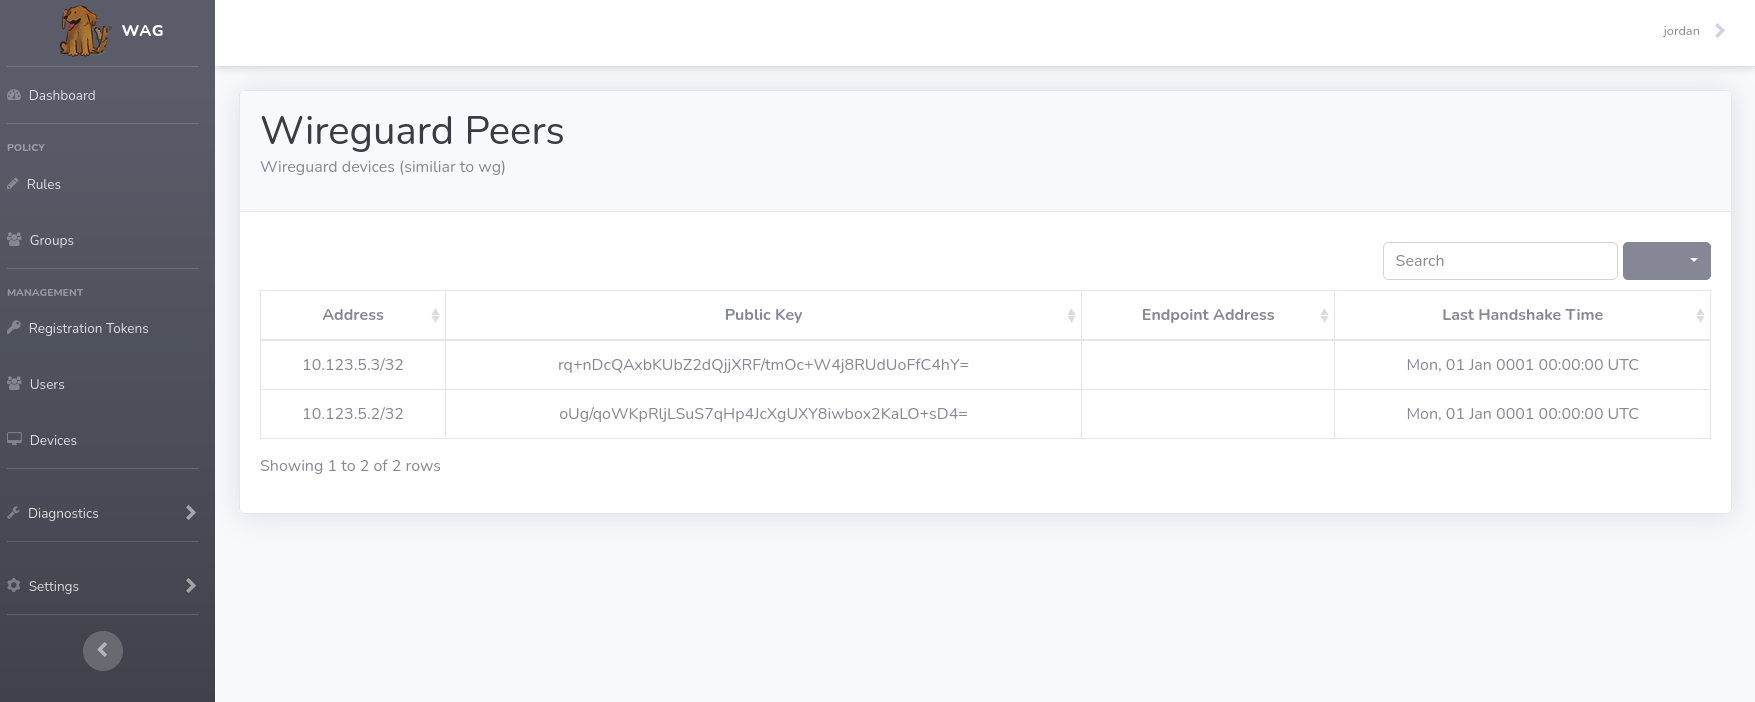 WAG
jordan
Dashboard
POLICY
Rules
Groups
MANAGEMENT
Registration Tokens
Users
Devices
Diagnostics
Settings
Wireguard Peers
Wireguard devices (similiar to wg)
Search
Address Public Key Endpoint Address Last Handshake Time
10.123.5.3/32 rq+nDcQAxbKUbZ2dQjjXRF/tmOc+W4j8RUdUoFfC4hY= Mon, 01 Jan 0001 00:00:00 UTC
10.123.5.2/32 oUg/qoWKpRljLSuS7qHp4JcXgUXY8iwbox2KaLO+sD4= Mon, 01 Jan 0001 00:00:00 UTC
Showing 1 to 2 of 2 rows